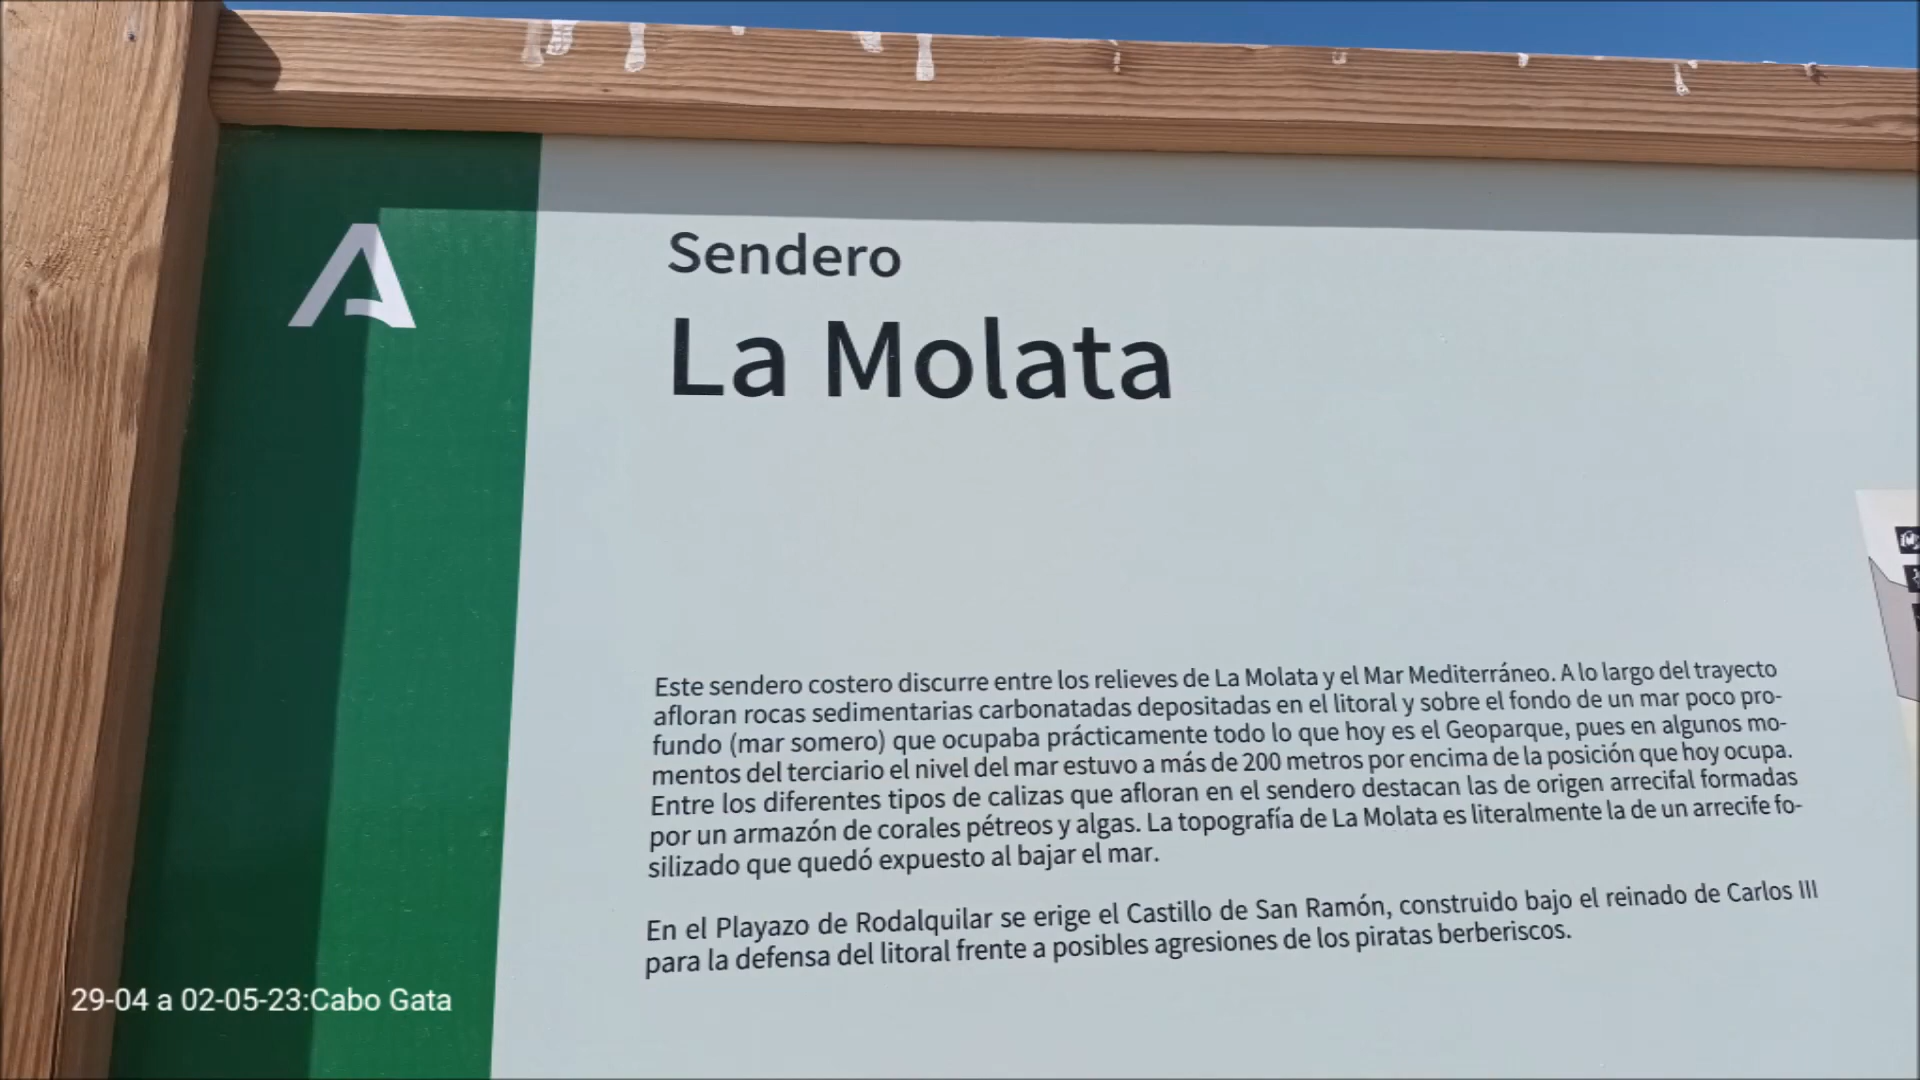 Sendero
La Molata
Este sendero costero discurre entre los relieves de La Molata y el Mar Mediterráneo. A lo largo del trayecto
afloran rocas sedimentarias carbonatadas depositadas en el litoral y sobre el fondo de un mar poco pro-
fundo (mar somero) que ocupaba prácticamente todo lo que hoy es el Geoparque, pues en algunos mo-
mentos del terciario el nivel del mar estuvo a más de 200 metros por encima de la posición que hoy ocupa.
Entre los diferentes tipos de calizas que afloran en el sendero destacan las de origen arrecifal formadas
por un armazón de corales pétreos y algas. La topografía de La Molata es literalmente la de un arrecife fo-
silizado que quedó expuesto al bajar el mar.
En el Playazo de Rodalquilar se erige el Castillo de San Ramón, construido bajo el reinado de Carlos III
para la defensa del litoral frente a posibles agresiones de los piratas berberiscos.
29-04 a 02-05-23:Cabo Gata